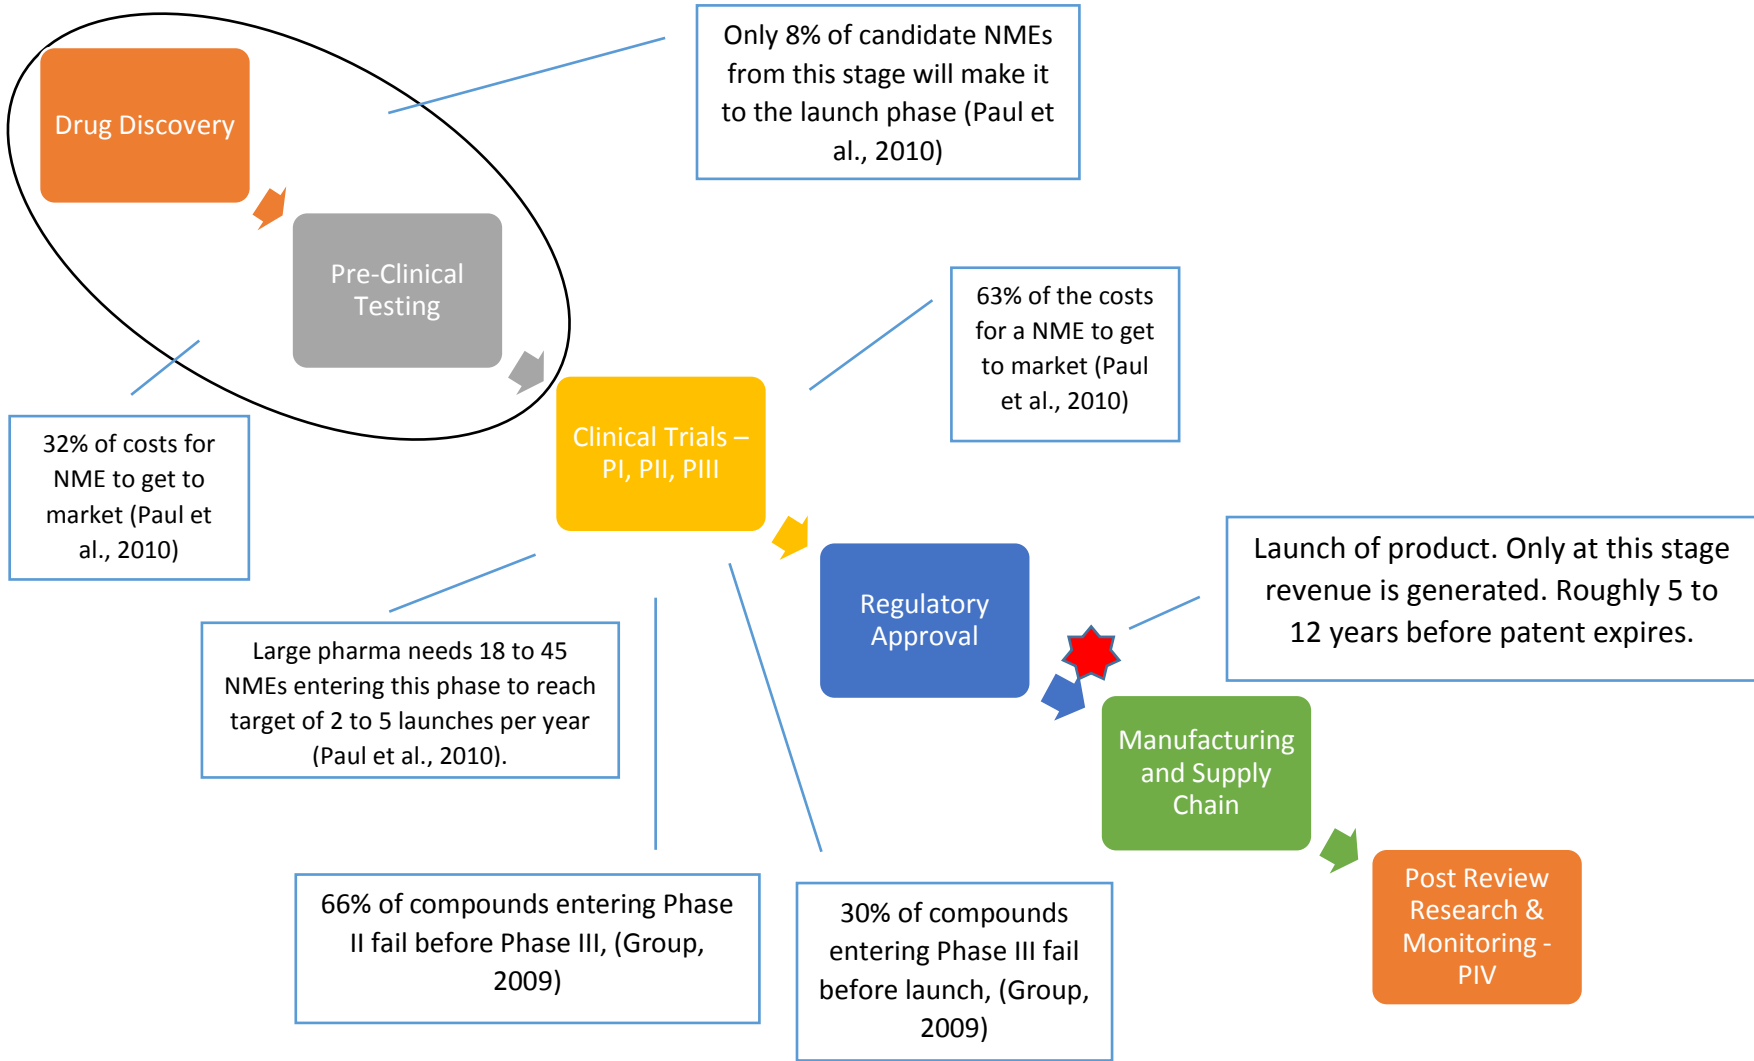 Only 8% of candidate NMEs
from this stage will make it
to the launch phase (Paul et
al., 2010)
Drug Discovery
Pre-Clinical
Testing
63% of the costs
for a NME to get
to market (Paul
et al., 2010)
32% of costs for
NME to get to
market (Paul et
al., 2010)
Clinical Trials –
PI, PII, PIII
Launch of product. Only at this stage
revenue is generated. Roughly 5 to
12 years before patent expires.
Regulatory
Approval
Large pharma needs 18 to 45
NMEs entering this phase to reach
target of 2 to 5 launches per year
(Paul et al., 2010).
Manufacturing
and Supply
Chain
66% of compounds entering Phase
II fail before Phase III, (Group,
2009)
30% of compounds
entering Phase III fail
before launch, (Group,
2009)
Post Review
Research &
Monitoring -
PIV